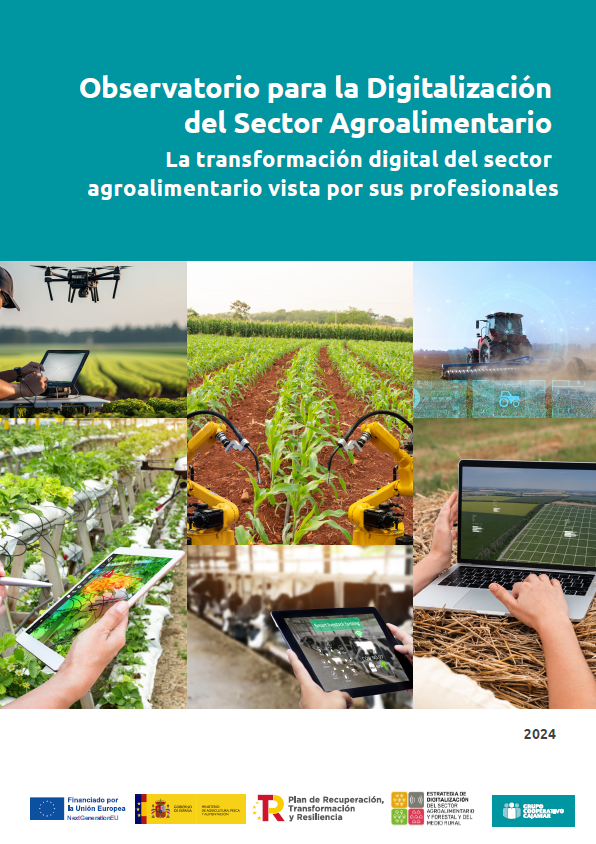 Observatorio para la Digitalización
del Sector Agroalimentario
La transformación digital del sector
agroalimentario vista por sus profesionales
2024
Financiado por
la Unión Europea
NextGenerationEU
GOBIERNO
DE ESPAÑA
MINISTERIO
DE AGRICULTURA, PESCA
Y ALIMENTACIÓN
Plan de Recuperación,
Transformación
y Resiliencia
ESTRATEGIA DE
DIGITALIZACIÓN
DEL SECTOR
AGROALIMENTARIO
Y FORESTAL Y DEL
MEDIO RURAL
GRUPO
COOPERATIVO
CAJAMAR